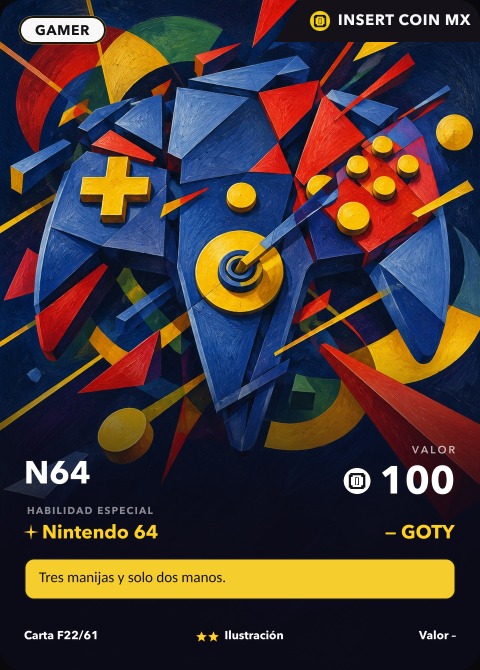 GAMER
INSERT COIN MX
VALOR
N64
100
HABILIDAD ESPECIAL
Nintendo 64
– GOTY
Tres manijas y solo dos manos.
Carta F22/61
Ilustración
Valor –